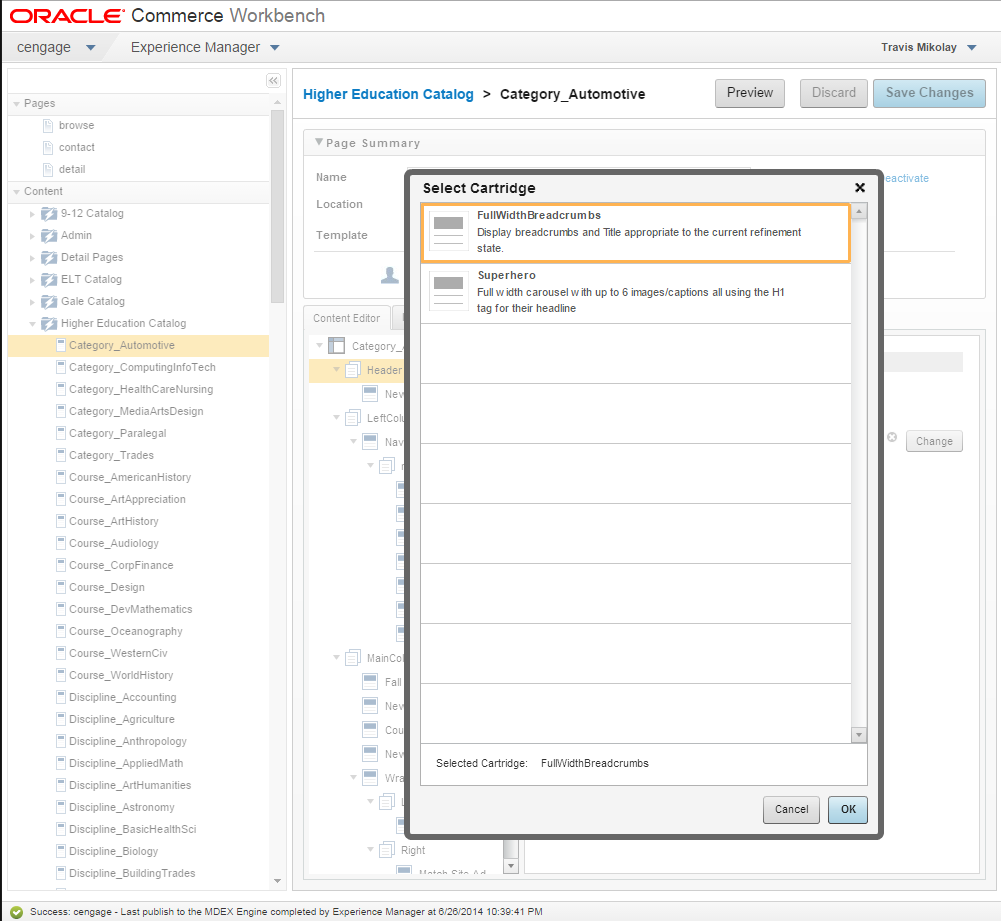 ORACLE Commerce Workbench
cengage Experience Manager Travis Mikolay
Pages
browse
contact
detail
Content
9-12 Catalog
Admin
Detail Pages
ELT Catalog
Gale Catalog
Higher Education Catalog
Category_Automotive
Category_ComputingInfoTech
Category_HealthCareNursing
Category_MediaArtsDesign
Category_Paralegal
Category_Trades
Course_AmericanHistory
Course_ArtAppreciation
Course_ArtHistory
Course_Audiology
Course_CorpFinance
Course_Design
Course_DevMathematics
Course_Oceanography
Course_WesternCiv
Course_WorldHistory
Discipline_Accounting
Discipline_Agriculture
Discipline_Anthropology
Discipline_AppliedMath
Discipline_ArtHumanities
Discipline_Astronomy
Discipline_BasicHealthSci
Discipline_Biology
Discipline_BuildingTrades
Higher Education Catalog > Category_Automotive
Preview Discard Save Changes
Page Summary
Name
Location
Template
eactivate
Content Editor
Category_
Header
New
LeftColu
Nav
MainCol
Fall
New
Cou
New
Wra
L
Right
Match Site Ad
Change
Select Cartridge
FullWidthBreadcrumbs
Display breadcrumbs and Title appropriate to the current refinement
state.
Superhero
Full width carousel with up to 6 images/captions all using the H1
tag for their headline
Selected Cartridge: FullWidthBreadcrumbs
Cancel OK
Success: cengage - Last publish to the MDEX Engine completed by Experience Manager at 6/26/2014 10:39:41 PM